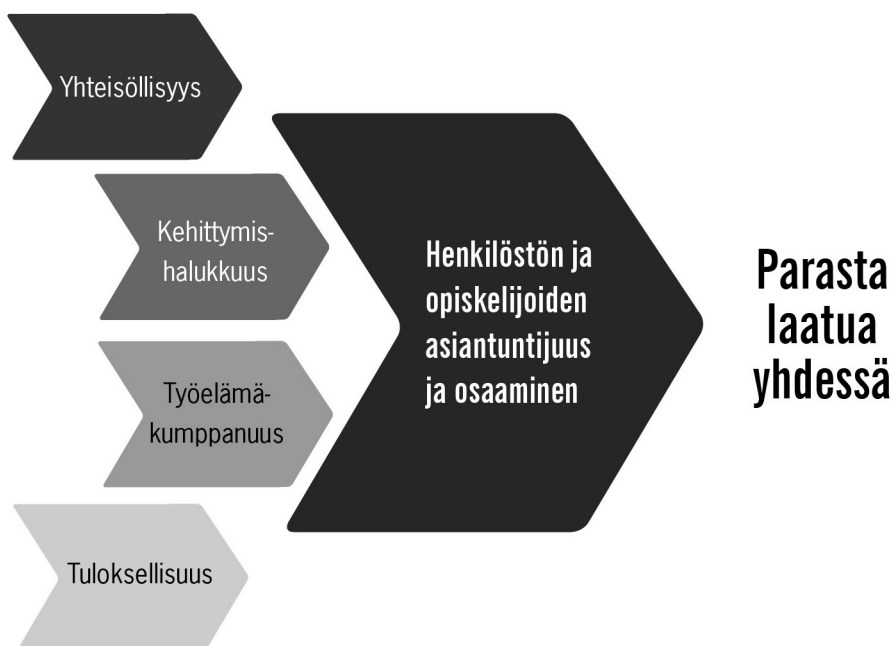 Yhteisöllisyys
Kehittymis-
halukkuus
Työelämä-
kumppanuus
Tuloksellisuus
Henkilöstön ja
opiskelijoiden
asiantuntijuus
ja osaaminen
Parasta
laatua
yhdessä